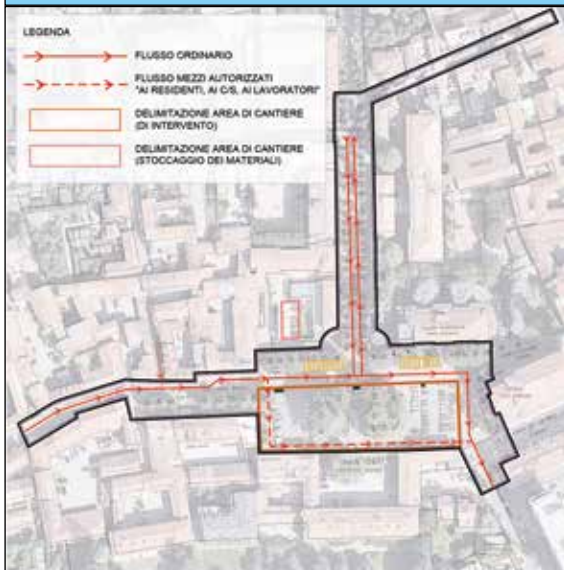 LEGENDA
FLUSSO ORDINARIO
FLUSSO MEZZI AUTORIZZATI
"AI RESIDENTI, AI C/S, AI LAVORATORI"
DELIMITAZIONE AREA DI CANTIERE
(DI INTERVENTO)
DELIMITAZIONE AREA DI CANTIERE
(STOCCAGGIO DEI MATERIALI)